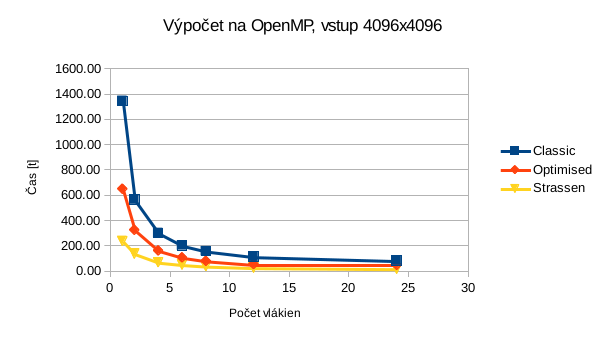 Výpočet na OpenMP, vstup 4096x4096
1600.00
1400.00
1200.00
1000.00
800.00
600.00
400.00
200.00
0.00
Čas [t]
0 5 10 15 20 25 30
Počet vlákien
Classic
Optimised
Strassen